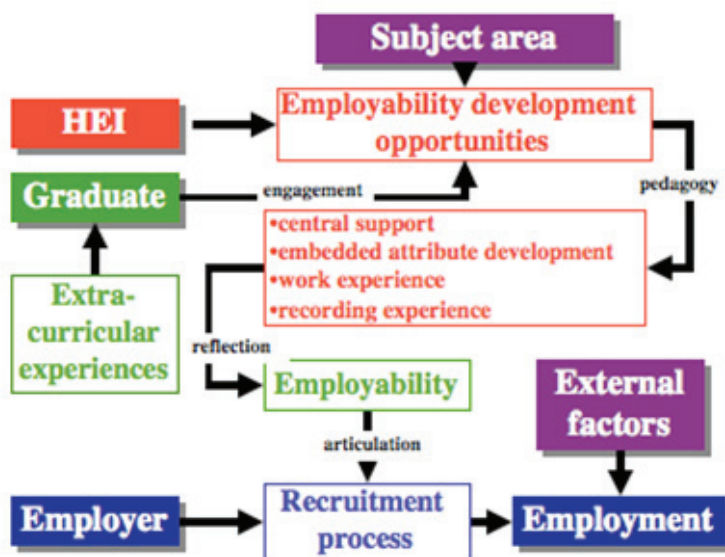 Subject area
HEI
Employability development
opportunities
Graduate
engagement
pedagogy
•central support
•embedded attribute development
•work experience
•recording experience
Extra-
curricular
experiences
reflection
Employability
External
factors
articulation
Employer
Recruitment
process
Employment